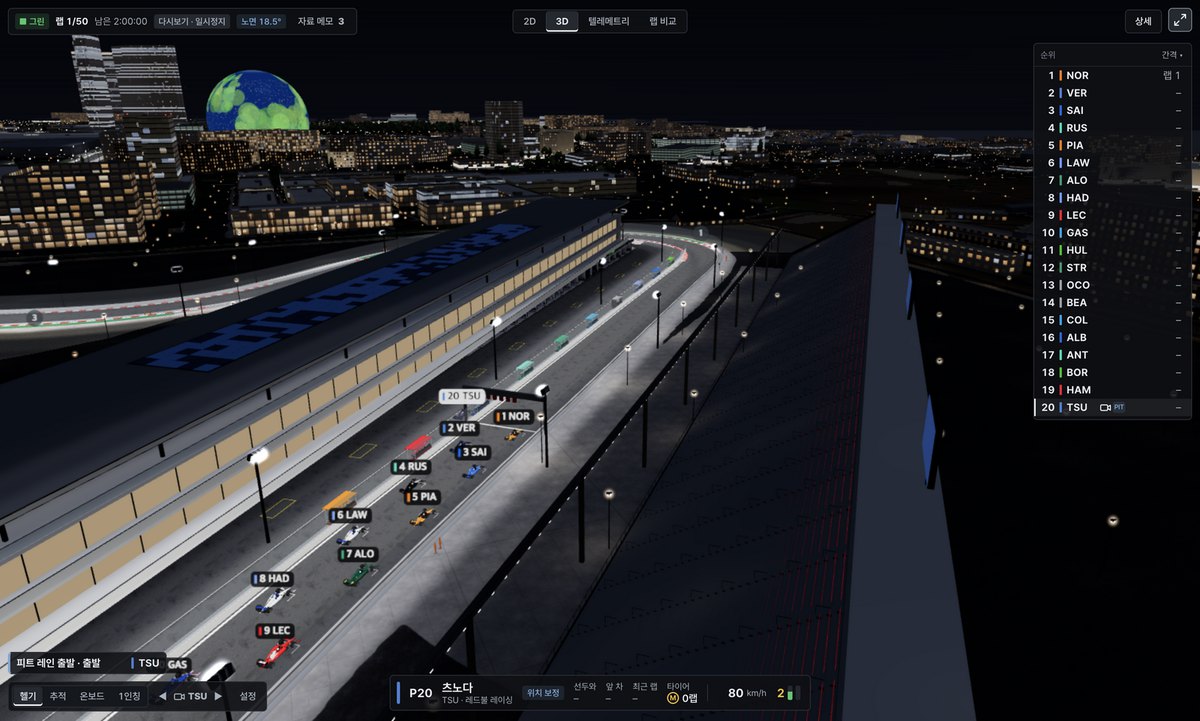 그린 랩 1/50 남은 2:00:00 다시보기 · 일시정지 노면 18.5° 자료 메모 3
2D 3D 텔레메트리 랩 비교
상세
순위 간격
1 NOR 랩 1
2 VER –
3 SAI –
4 RUS –
5 PIA –
6 LAW –
7 ALO –
8 HAD –
9 LEC –
10 GAS –
11 HUL –
12 STR –
13 OCO –
14 BEA –
15 COL –
16 ALB –
17 ANT –
18 BOR –
19 HAM –
20 TSU PIT –
1
3
20 TSU
1 NOR
2 VER
3 SAI
4 RUS
5 PIA
6 LAW
7 ALO
8 HAD
9 LEC
GAS
피트 레인 출발 · 출발 TSU
헬기 추적 온보드 1인칭 ◀ TSU ▶ 설정
P20 츠노다
TSU · 레드불 레이싱
위치 보정
선두와 –
앞 차 –
최근 랩 –
타이어
M 0랩
80 km/h 2